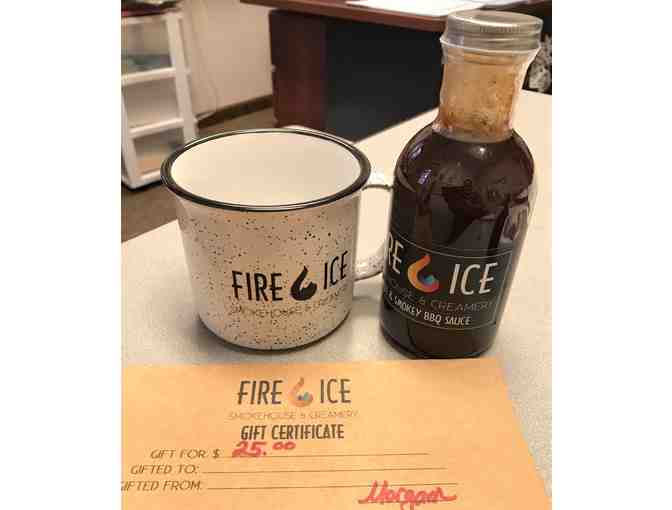 FIRE ICE
SMOKEHOUSE & CREAMERY
RE ICE
HOUSE & CREAMERY
& SMOKEY BBQ SAUCE
FIRE ICE
SMOKEHOUSE & CREAMERY
GIFT CERTIFICATE
GIFT FOR $ 25.00
GIFTED TO:
GIFTED FROM:
Morgan